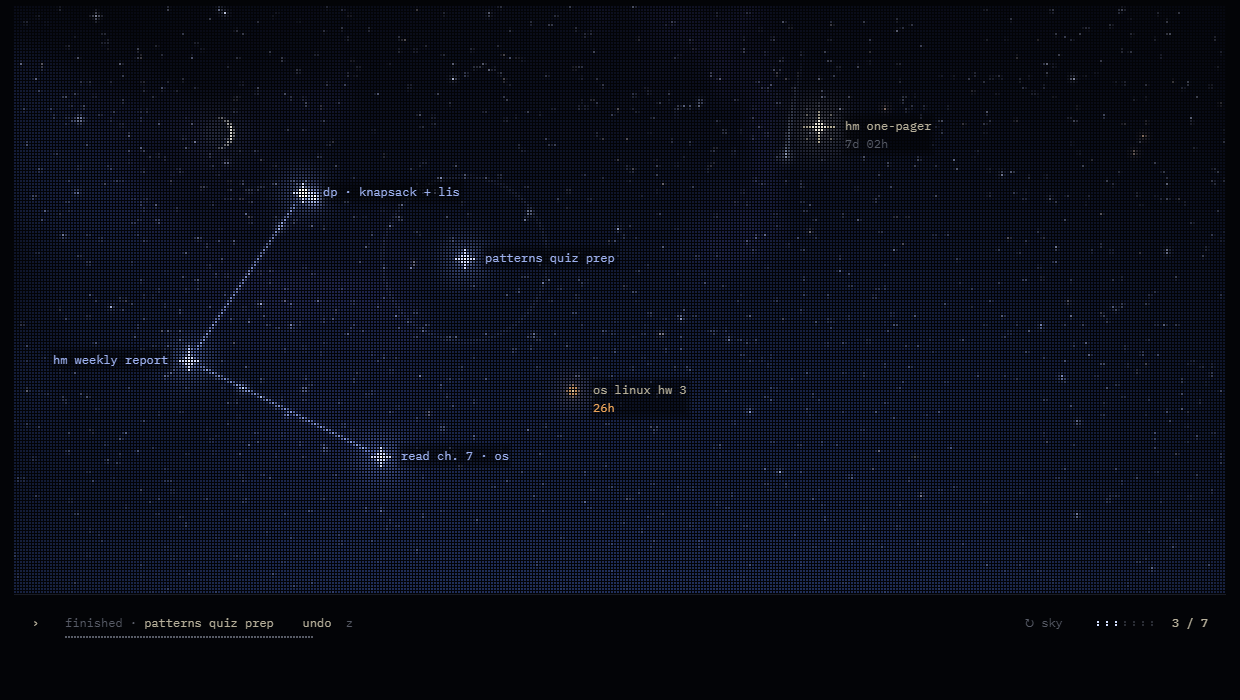 hm one-pager
7d 02h
dp · knapsack + lis
patterns quiz prep
hm weekly report
os linux hw 3
26h
read ch. 7 · os
› finished · patterns quiz prep undo z
↻ sky 3 / 7